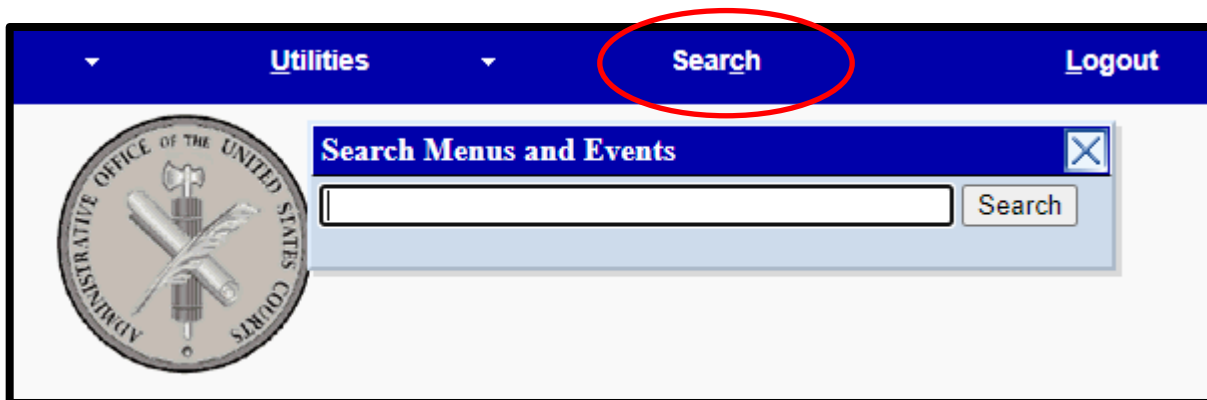 Utilities Search Logout
Search Menus and Events
Search
ADMINISTRATIVE OFFICE OF THE UNITED STATES COURTS